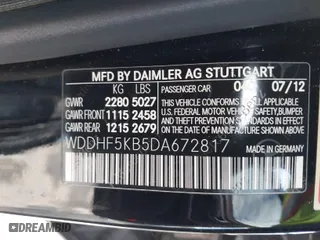 MFD BY DAIMLER AG STUTTGART
KG LBS PASSENGER CAR 07/12
GVWR 2280 5027
GAWR FRONT 1115 2458
GAWR REAR 1215 2679
THIS VEHICLE CONFORMS TO ALL APPLICABLE
U.S. FEDERAL MOTOR VEHICLE SAFETY, BUMPER,
AND THEFT PREVENTION STANDARDS IN EFFECT ON THE
DATE OF MANUFACTURE SHOWN ABOVE.
WDDHF5KB5DA672817
MADE IN GERMANY
DREAMBID